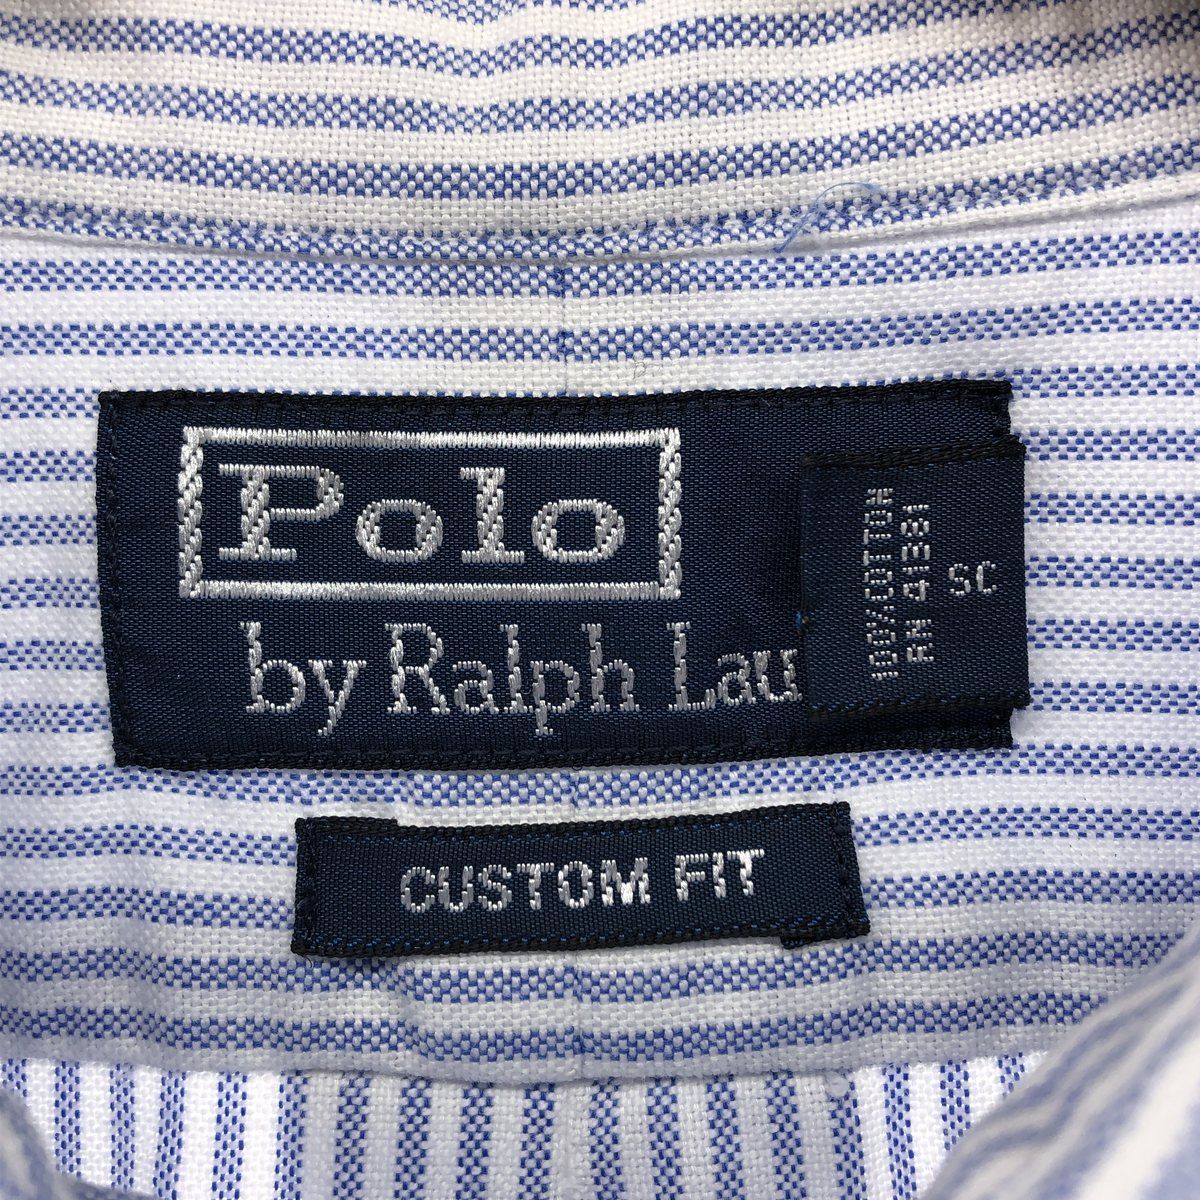 Polo
by Ralph Lau
100% COTTON
RN 41381
SC
CUSTOM FIT